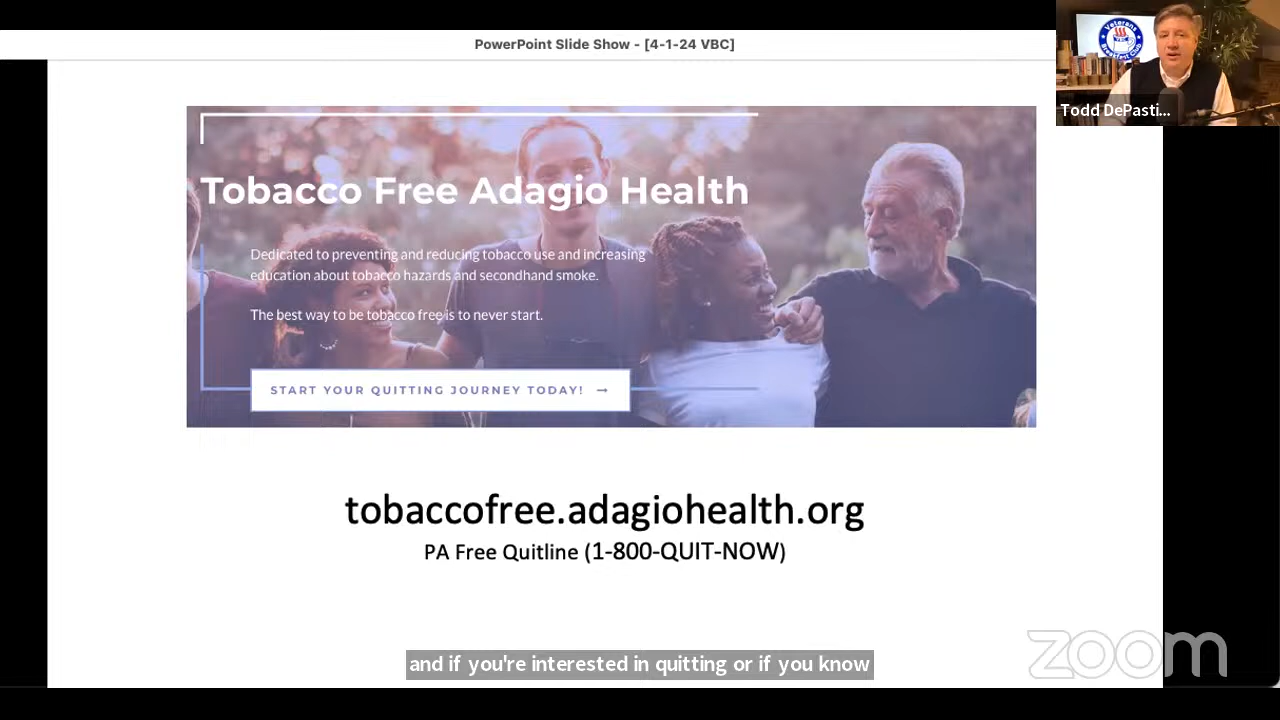 PowerPoint Slide Show - [4-1-24 VBC]
Veterans
Breakfast Club
Todd DePasti...
Tobacco Free Adagio Health
Dedicated to preventing and reducing tobacco use and increasing
education about tobacco hazards and secondhand smoke.
The best way to be tobacco free is to never start.
START YOUR QUITTING JOURNEY TODAY! →
tobaccofree.adagiohealth.org
PA Free Quitline (1-800-QUIT-NOW)
and if you're interested in quitting or if you know
zoom